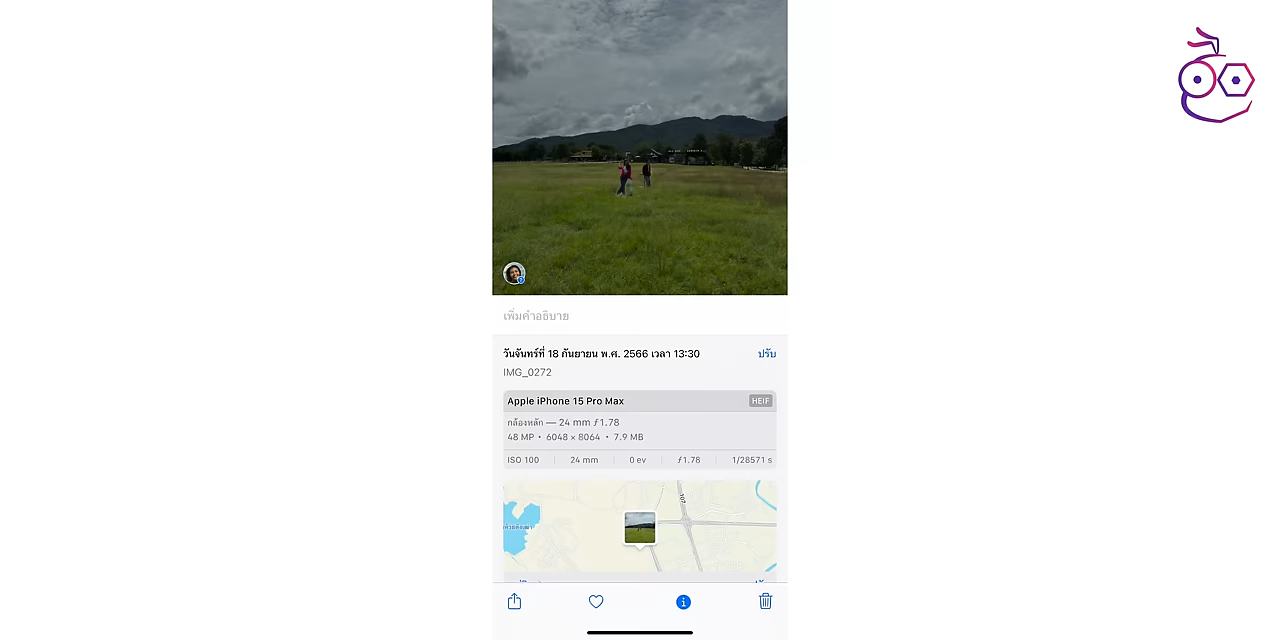 เพิ่มคำอธิบาย
วันจันทร์ที่ 18 กันยายน พ.ศ. 2566 เวลา 13:30
ปรับ
IMG_0272
Apple iPhone 15 Pro Max
HEIF
กล้องหลัก — 24 mm ƒ1.78
48 MP • 6048 × 8064 • 7.9 MB
ISO 100
24 mm
0 ev
ƒ1.78
1/28571 s
107